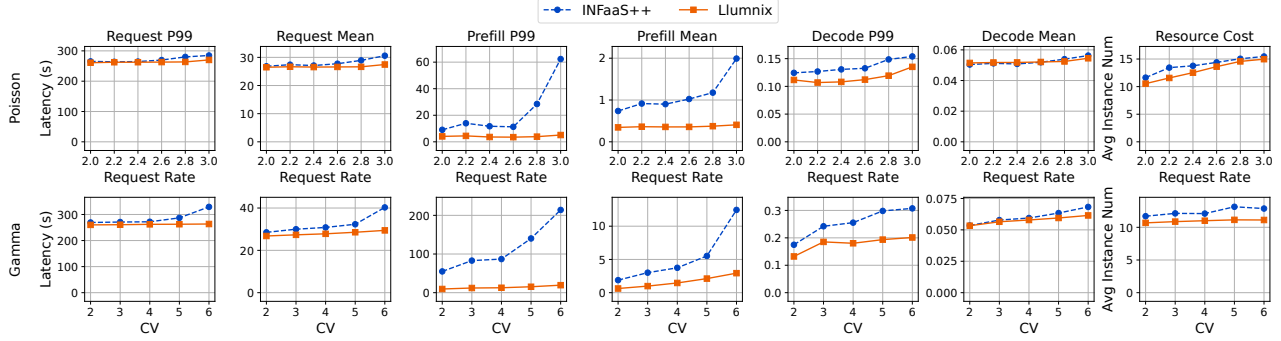 INFaaS++ Llumnix
Request P99 Request Mean Prefill P99 Prefill Mean Decode P99 Decode Mean Resource Cost
Poisson
Latency (s)
300
200
100
0
2.0 2.2 2.4 2.6 2.8 3.0
Request Rate
30
20
10
0
2.0 2.2 2.4 2.6 2.8 3.0
Request Rate
60
40
20
0
2.0 2.2 2.4 2.6 2.8 3.0
Request Rate
2
1
0
2.0 2.2 2.4 2.6 2.8 3.0
Request Rate
0.15
0.10
0.05
0.00
2.0 2.2 2.4 2.6 2.8 3.0
Request Rate
0.06
0.04
0.02
0.00
2.0 2.2 2.4 2.6 2.8 3.0
Request Rate
Avg Instance Num
15
10
5
0
2.0 2.2 2.4 2.6 2.8 3.0
Request Rate
Gamma
Latency (s)
300
200
100
0
2 3 4 5 6
CV
40
20
0
2 3 4 5 6
CV
200
100
0
2 3 4 5 6
CV
10
5
0
2 3 4 5 6
CV
0.3
0.2
0.1
0.0
2 3 4 5 6
CV
0.075
0.050
0.025
0.000
2 3 4 5 6
CV
Avg Instance Num
10
5
0
2 3 4 5 6
CV